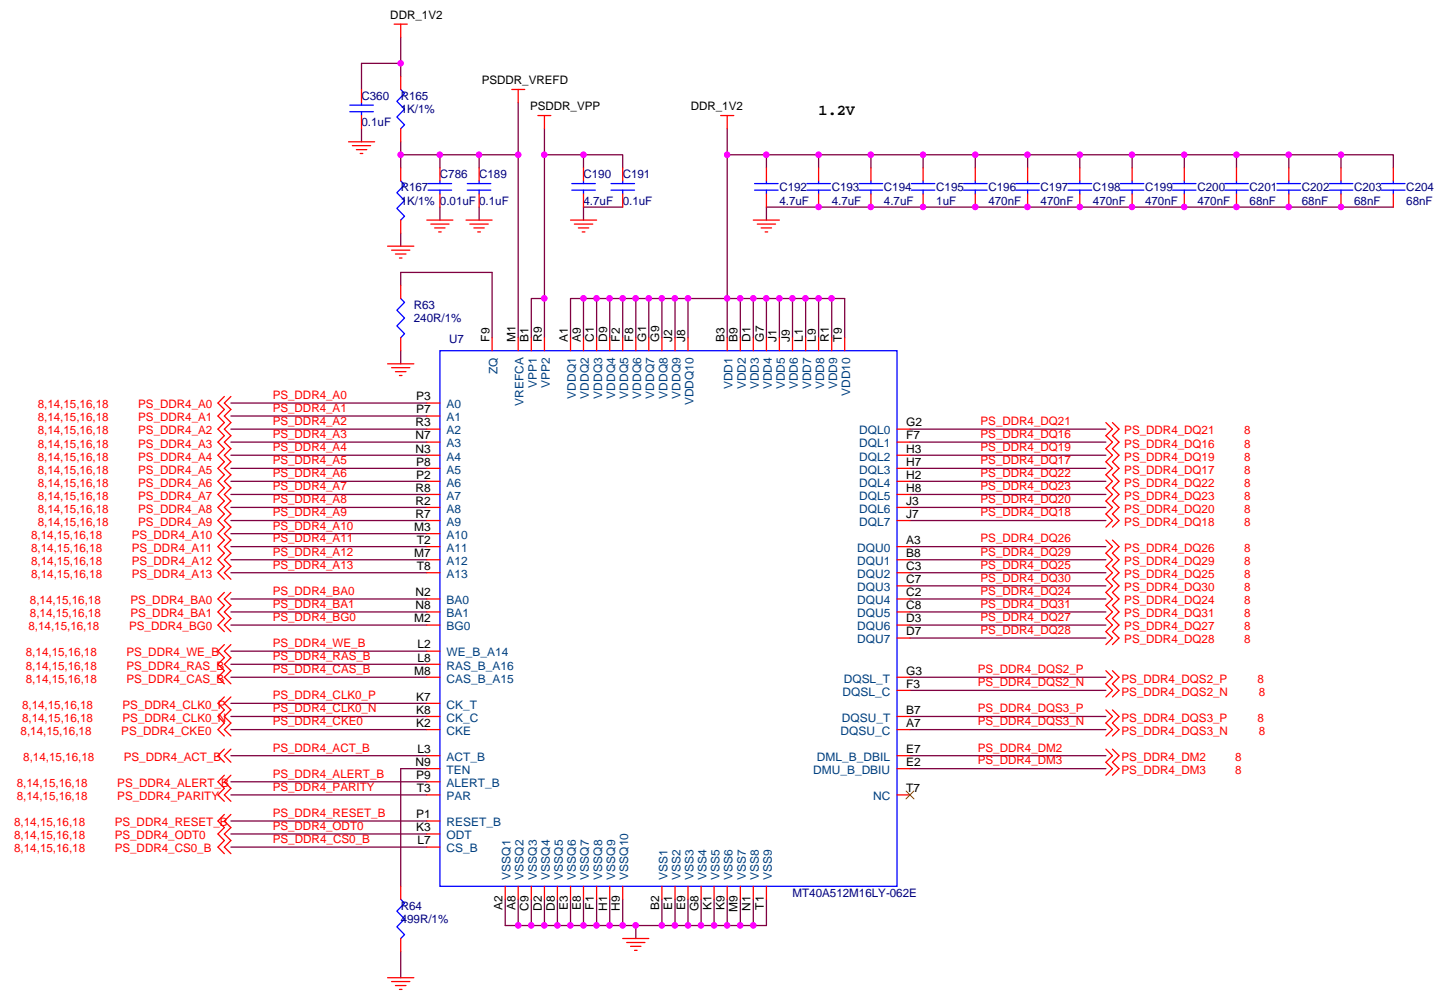 DDR_1V2
C360
0.1uF
R165
1K/1%
PSDDR_VREFD
PSDDR_VPP
DDR_1V2
1.2V
R167
1K/1%
C786
0.01uF
C189
0.1uF
C190
4.7uF
C191
0.1uF
C192
4.7uF
C193
4.7uF
C194
4.7uF
C195
1uF
C196
470nF
C197
470nF
C198
470nF
C199
470nF
C200
470nF
C201
68nF
C202
68nF
C203
68nF
C204
68nF
R63
240R/1%
U7
F9 M1 B1 R9 A1 A9 C1 D9 F2 F8 G1 G9 J2 J8 B3 B9 D1 G7 J1 J9 L1 L9 R1 T9
ZQ VREFCA VPP1 VPP2 VDDQ1 VDDQ2 VDDQ3 VDDQ4 VDDQ5 VDDQ6 VDDQ7 VDDQ8 VDDQ9 VDDQ10 VDD1 VDD2 VDD3 VDD4 VDD5 VDD6 VDD7 VDD8 VDD9 VDD10
8,14,15,16,18 PS_DDR4_A0 PS_DDR4_A0 P3 A0
8,14,15,16,18 PS_DDR4_A1 PS_DDR4_A1 P7 A1
8,14,15,16,18 PS_DDR4_A2 PS_DDR4_A2 R3 A2
8,14,15,16,18 PS_DDR4_A3 PS_DDR4_A3 N7 A3
8,14,15,16,18 PS_DDR4_A4 PS_DDR4_A4 N3 A4
8,14,15,16,18 PS_DDR4_A5 PS_DDR4_A5 P8 A5
8,14,15,16,18 PS_DDR4_A6 PS_DDR4_A6 P2 A6
8,14,15,16,18 PS_DDR4_A7 PS_DDR4_A7 R8 A7
8,14,15,16,18 PS_DDR4_A8 PS_DDR4_A8 R2 A8
8,14,15,16,18 PS_DDR4_A9 PS_DDR4_A9 R7 A9
8,14,15,16,18 PS_DDR4_A10 PS_DDR4_A10 M3 A10
8,14,15,16,18 PS_DDR4_A11 PS_DDR4_A11 T2 A11
8,14,15,16,18 PS_DDR4_A12 PS_DDR4_A12 M7 A12
8,14,15,16,18 PS_DDR4_A13 PS_DDR4_A13 T8 A13
8,14,15,16,18 PS_DDR4_BA0 PS_DDR4_BA0 N2 BA0
8,14,15,16,18 PS_DDR4_BA1 PS_DDR4_BA1 N8 BA1
8,14,15,16,18 PS_DDR4_BG0 PS_DDR4_BG0 M2 BG0
8,14,15,16,18 PS_DDR4_WE_B PS_DDR4_WE_B L2 WE_B_A14
8,14,15,16,18 PS_DDR4_RAS_B PS_DDR4_RAS_B L8 RAS_B_A16
8,14,15,16,18 PS_DDR4_CAS_B PS_DDR4_CAS_B M8 CAS_B_A15
8,14,15,16,18 PS_DDR4_CLK0_P PS_DDR4_CLK0_P K7 CK_T
8,14,15,16,18 PS_DDR4_CLK0_N PS_DDR4_CLK0_N K8 CK_C
8,14,15,16,18 PS_DDR4_CKE0 PS_DDR4_CKE0 K2 CKE
8,14,15,16,18 PS_DDR4_ACT_B PS_DDR4_ACT_B L3 ACT_B
N9 TEN
8,14,15,16,18 PS_DDR4_ALERT_B PS_DDR4_ALERT_B P9 ALERT_B
8,14,15,16,18 PS_DDR4_PARITY PS_DDR4_PARITY T3 PAR
8,14,15,16,18 PS_DDR4_RESET_B PS_DDR4_RESET_B P1 RESET_B
8,14,15,16,18 PS_DDR4_ODT0 PS_DDR4_ODT0 K3 ODT
8,14,15,16,18 PS_DDR4_CS0_B PS_DDR4_CS0_B L7 CS_B
DQL0 G2 PS_DDR4_DQ21 PS_DDR4_DQ21 8
DQL1 F7 PS_DDR4_DQ16 PS_DDR4_DQ16 8
DQL2 H3 PS_DDR4_DQ19 PS_DDR4_DQ19 8
DQL3 H7 PS_DDR4_DQ17 PS_DDR4_DQ17 8
DQL4 H2 PS_DDR4_DQ22 PS_DDR4_DQ22 8
DQL5 H8 PS_DDR4_DQ23 PS_DDR4_DQ23 8
DQL6 J3 PS_DDR4_DQ20 PS_DDR4_DQ20 8
DQL7 J7 PS_DDR4_DQ18 PS_DDR4_DQ18 8
DQU0 A3 PS_DDR4_DQ26 PS_DDR4_DQ26 8
DQU1 B8 PS_DDR4_DQ29 PS_DDR4_DQ29 8
DQU2 C3 PS_DDR4_DQ25 PS_DDR4_DQ25 8
DQU3 C7 PS_DDR4_DQ30 PS_DDR4_DQ30 8
DQU4 C2 PS_DDR4_DQ24 PS_DDR4_DQ24 8
DQU5 C8 PS_DDR4_DQ31 PS_DDR4_DQ31 8
DQU6 D3 PS_DDR4_DQ27 PS_DDR4_DQ27 8
DQU7 D7 PS_DDR4_DQ28 PS_DDR4_DQ28 8
DQSL_T G3 PS_DDR4_DQS2_P PS_DDR4_DQS2_P 8
DQSL_C F3 PS_DDR4_DQS2_N PS_DDR4_DQS2_N 8
DQSU_T B7 PS_DDR4_DQS3_P PS_DDR4_DQS3_P 8
DQSU_C A7 PS_DDR4_DQS3_N PS_DDR4_DQS3_N 8
DML_B_DBIL E7 PS_DDR4_DM2 PS_DDR4_DM2 8
DMU_B_DBIU E2 PS_DDR4_DM3 PS_DDR4_DM3 8
NC T7
VSSQ1 VSSQ2 VSSQ3 VSSQ4 VSSQ5 VSSQ6 VSSQ7 VSSQ8 VSSQ9 VSSQ10 VSS1 VSS2 VSS3 VSS4 VSS5 VSS6 VSS7 VSS8 VSS9
A2 A8 C9 D2 D8 E3 E8 F1 H1 H9 B2 E1 E9 G8 K1 K9 M9 N1 T1
MT40A512M16LY-062E
R64
499R/1%